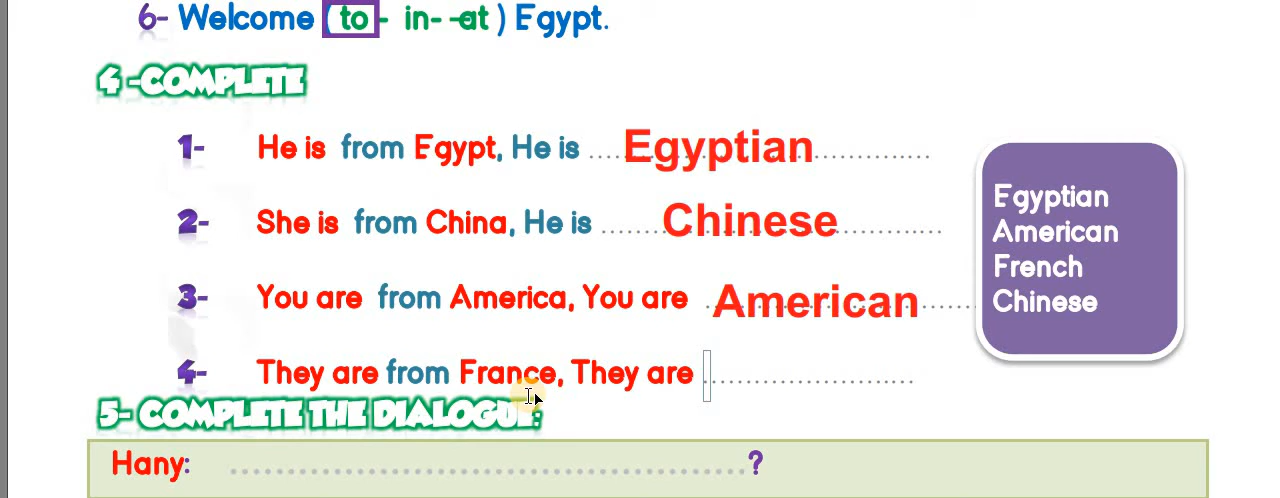 6- Welcome ( to - in- -at ) Egypt.
4 -COMPLETE
1- He is from Egypt, He is .... Egyptian ..............
2- She is from China, He is ....... Chinese .............
3- You are from America, You are . American .......
4- They are from France, They are ..........................
5- COMPLETE THE DIALOGUE:
Hany: ..........................................?
Egyptian
American
French
Chinese